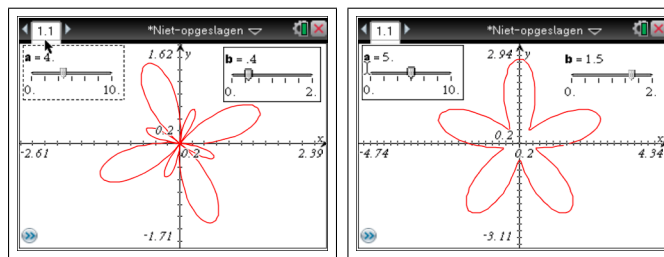 1.1 *Niet-opgeslagen
a = 4.
0. 10.
1.62 y
b = .4
0. 2.
0.2
x
-2.61 0.2 2.39
-1.71
1.1 *Niet-opgeslagen
a = 5.
0. 10.
2.94 y
b = 1.5
0. 2.
0.2
x
-4.74 0.2 4.94
-3.11